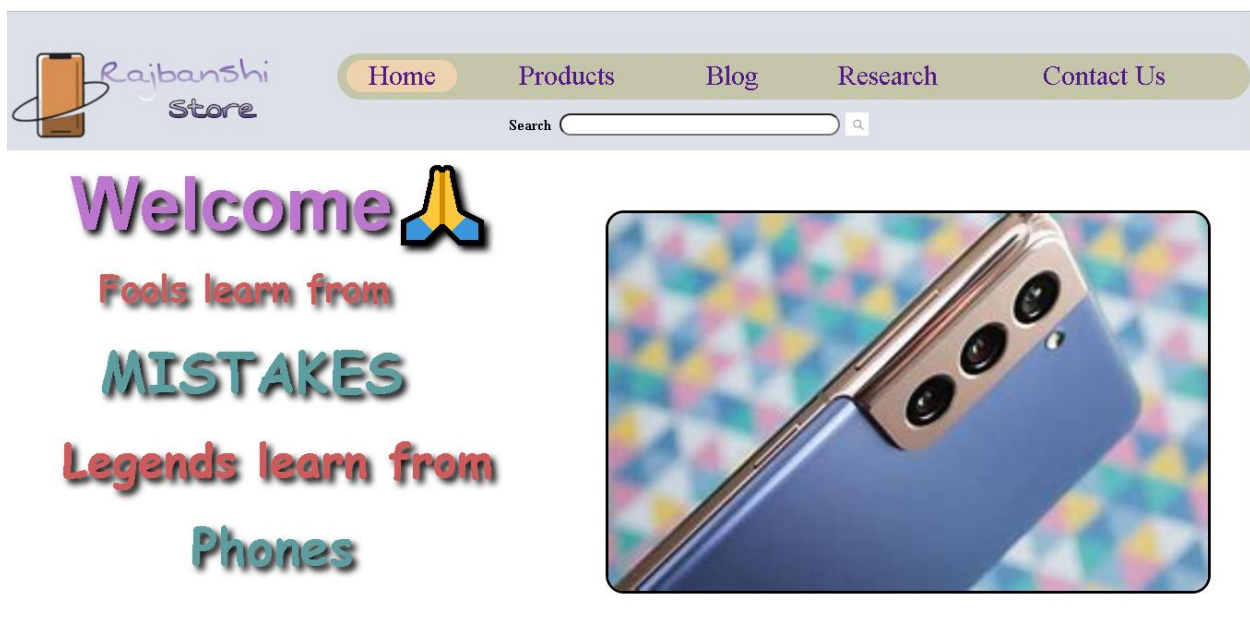 Rajbanshi
Store
Home Products Blog Research Contact Us
Search
Welcome🙏
Fools learn from
MISTAKES
Legends learn from
Phones